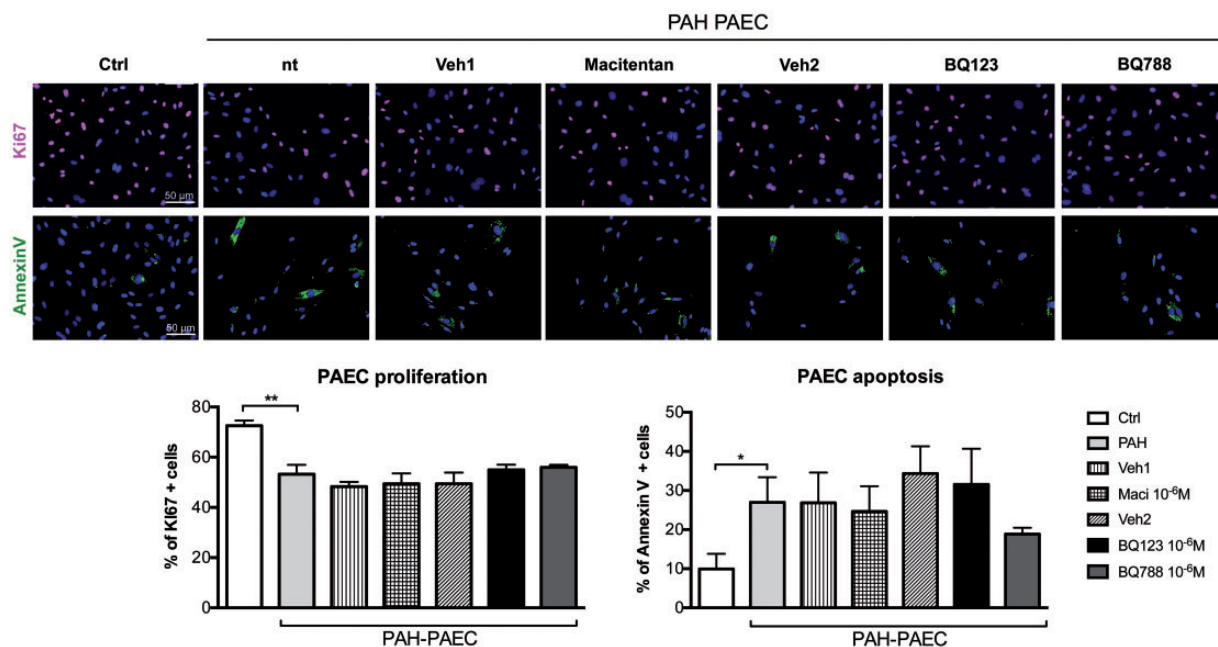 PAH PAEC
Ctrl nt Veh1 Macitentan Veh2 BQ123 BQ788
Ki67
50 µm
AnnexinV
50 µm
PAEC proliferation
% of KI67 + cells
80
60
40
20
0
**
PAH-PAEC
PAEC apoptosis
% of Annexin V + cells
50
40
30
20
10
0
*
PAH-PAEC
Ctrl
PAH
Veh1
Maci 10⁻⁶M
Veh2
BQ123 10⁻⁶M
BQ788 10⁻⁶M